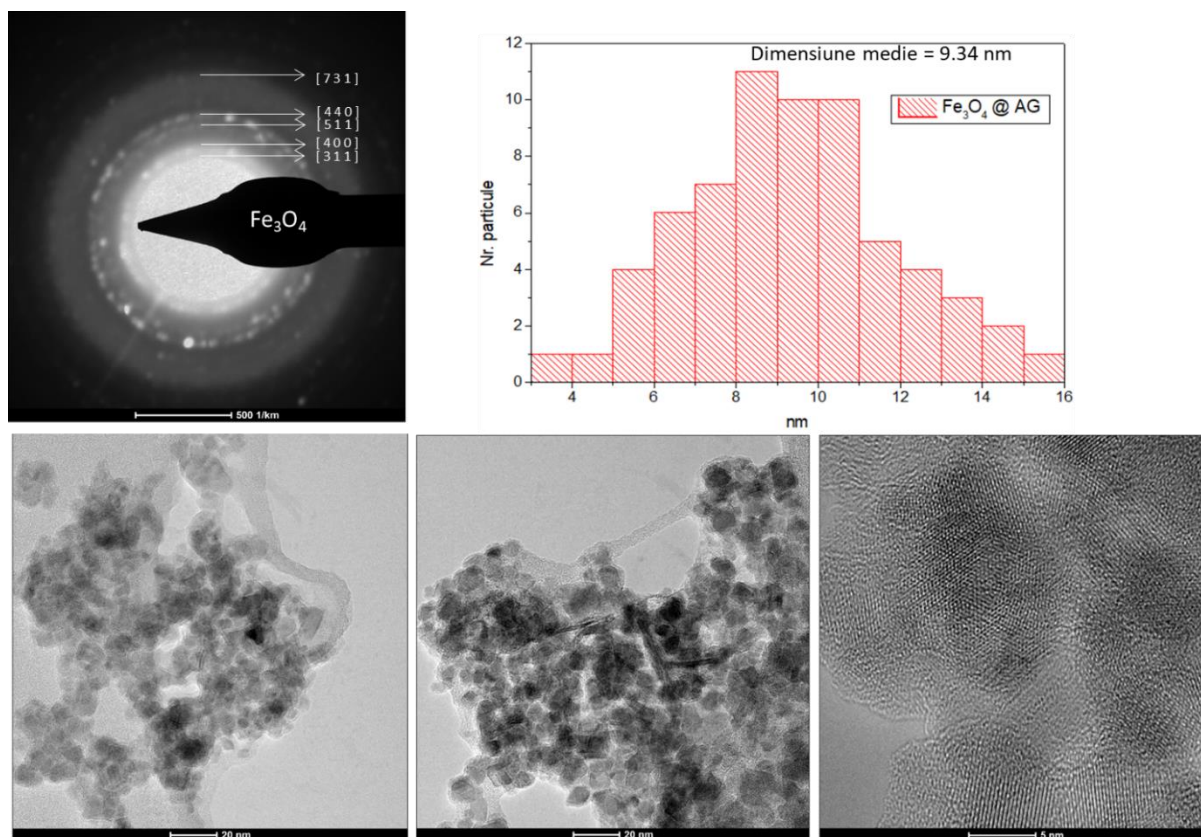 [731]
[440]
[511]
[400]
[311]
Fe₃O₄
500 1/km
Dimensiune medie = 9.34 nm
Fe₃O₄ @ AG
Nr. particule
12
10
8
6
4
2
0
4 6 8 10 12 14 16
nm
20 nm
20 nm
5 nm